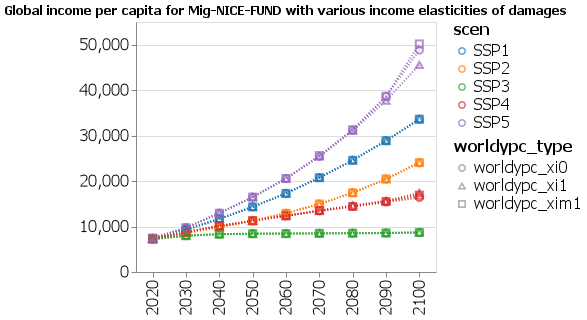 Global income per capita for Mig-NICE-FUND with various income elasticities of damages
50,000
40,000
30,000
20,000
10,000
0
2020
2030
2040
2050
2060
2070
2080
2090
2100
scen
SSP1
SSP2
SSP3
SSP4
SSP5
worldypc_type
worldypc_xi0
worldypc_xi1
worldypc_xim1